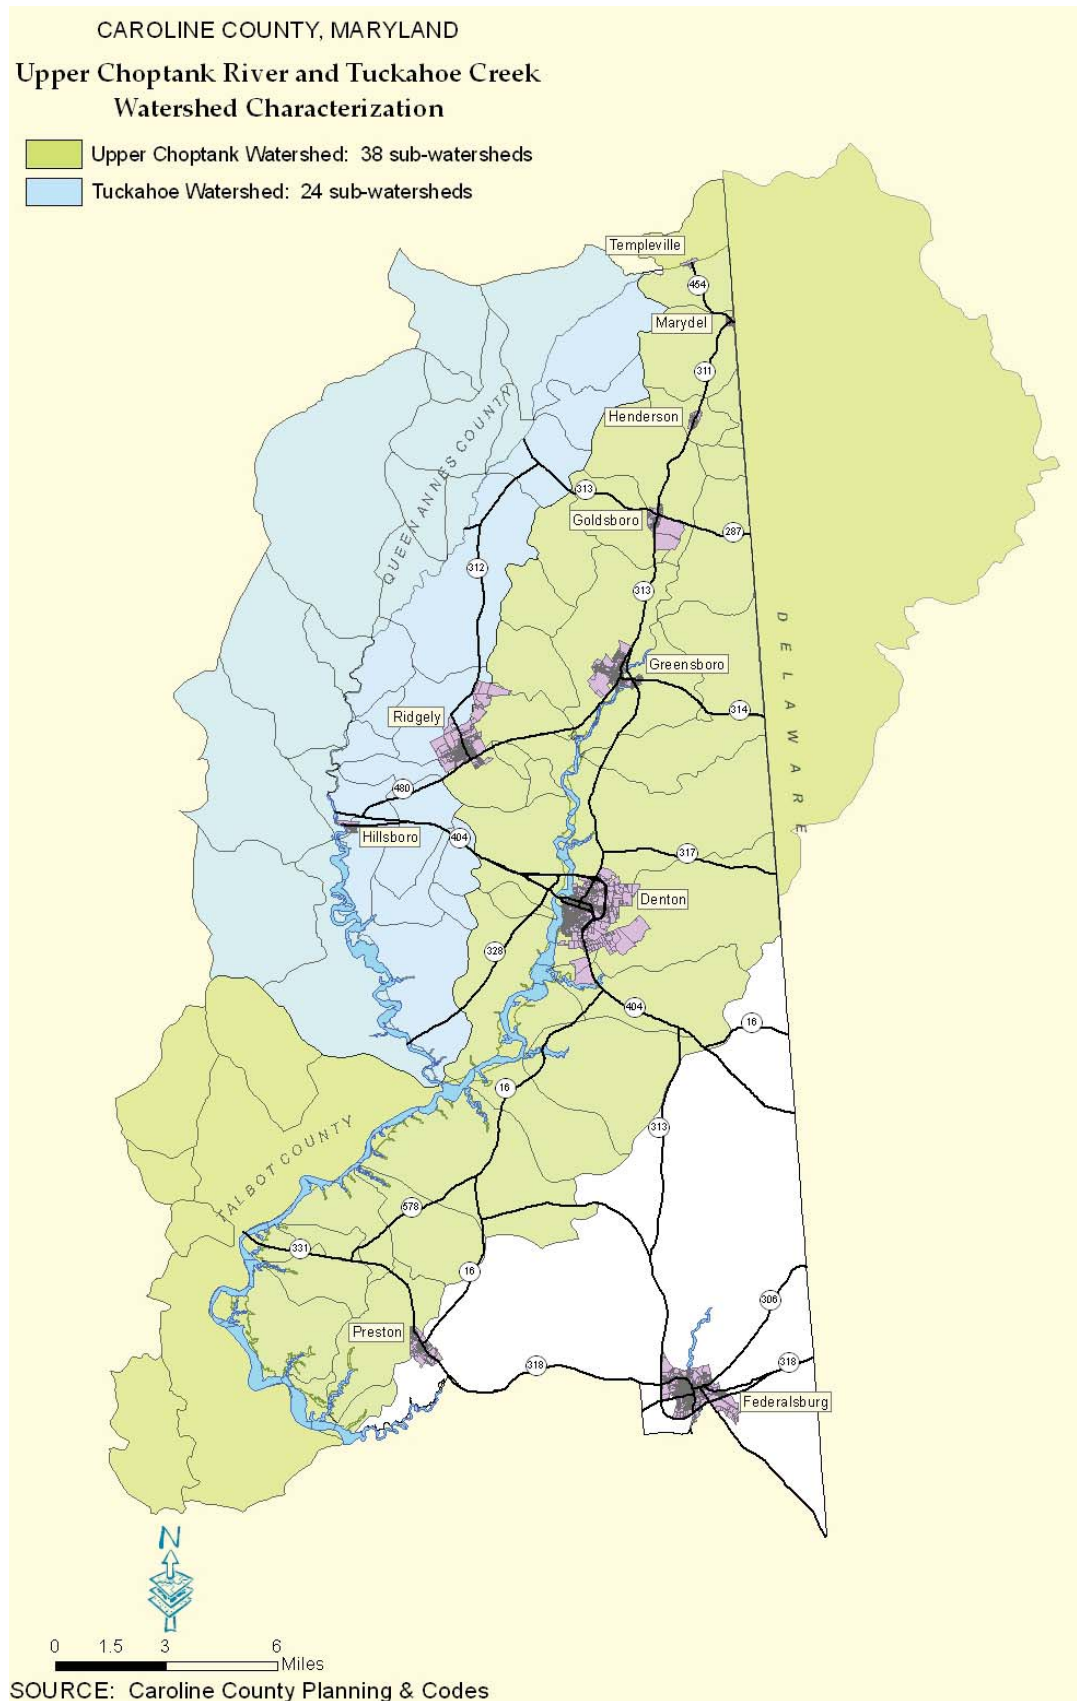 CAROLINE COUNTY, MARYLAND
Upper Choptank River and Tuckahoe Creek
Watershed Characterization
Upper Choptank Watershed: 38 sub-watersheds
Tuckahoe Watershed: 24 sub-watersheds
Templeville
454
Marydel
311
Henderson
QUEEN ANNES COUNTY
313
Goldsboro
287
312
313
DELAWARE
Greensboro
314
Ridgely
480
Hillsboro
404
317
Denton
328
404
16
16
313
TALBOT COUNTY
578
331
16
306
Preston
318
318
Federalsburg
N
0 1.5 3 6
Miles
SOURCE: Caroline County Planning & Codes